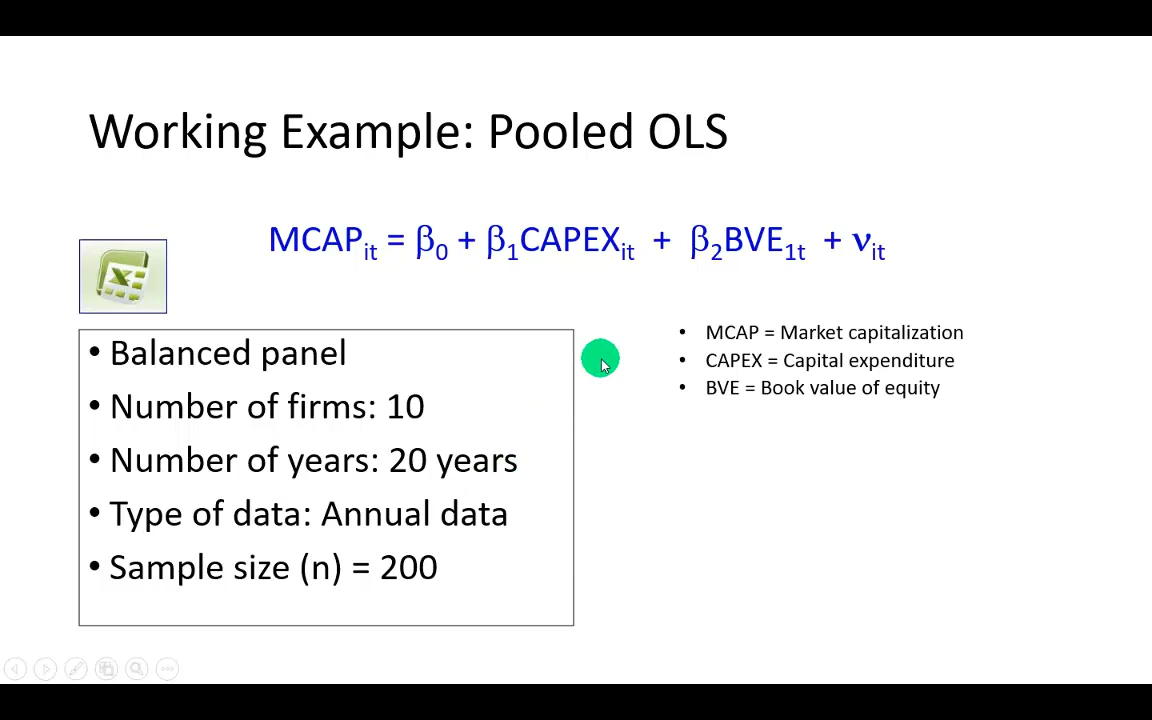 Working Example: Pooled OLS
MCAPit = β0 + β1CAPEXit + β2BVE1t + νit
• Balanced panel
• Number of firms: 10
• Number of years: 20 years
• Type of data: Annual data
• Sample size (n) = 200
• MCAP = Market capitalization
• CAPEX = Capital expenditure
• BVE = Book value of equity